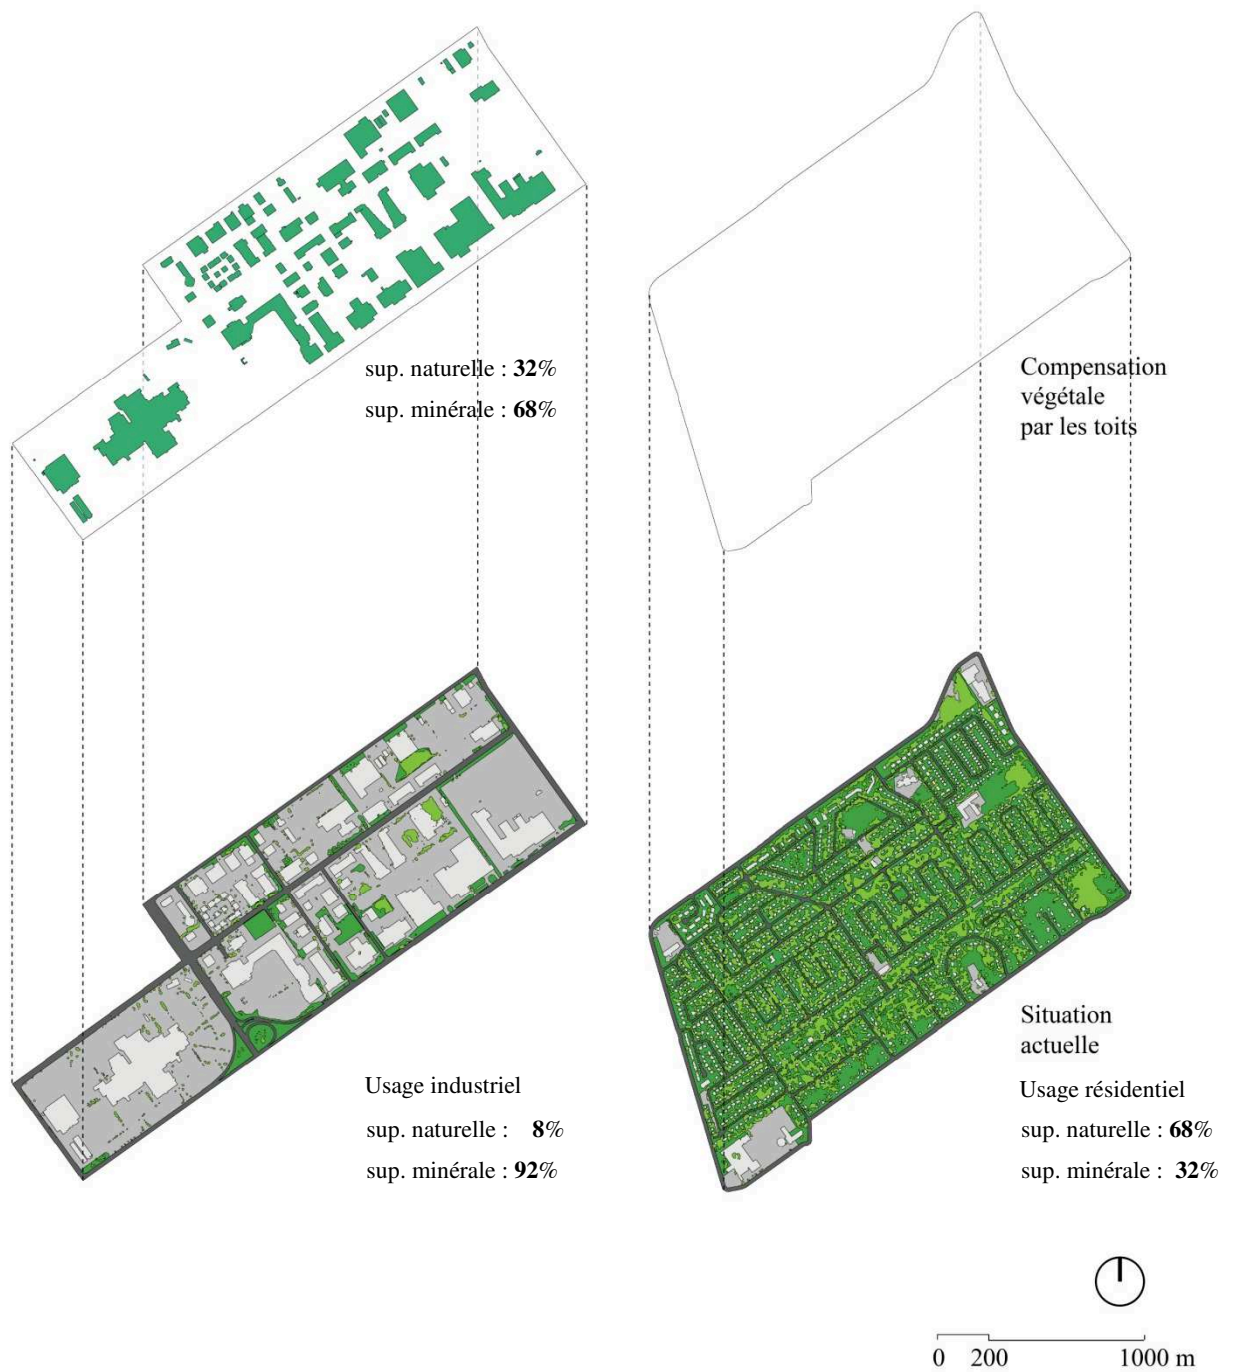 sup. naturelle : 32%
sup. minérale : 68%
Compensation
végétale
par les toits
Usage industriel
sup. naturelle : 8%
sup. minérale : 92%
Situation
actuelle
Usage résidentiel
sup. naturelle : 68%
sup. minérale : 32%
0 200 1000 m